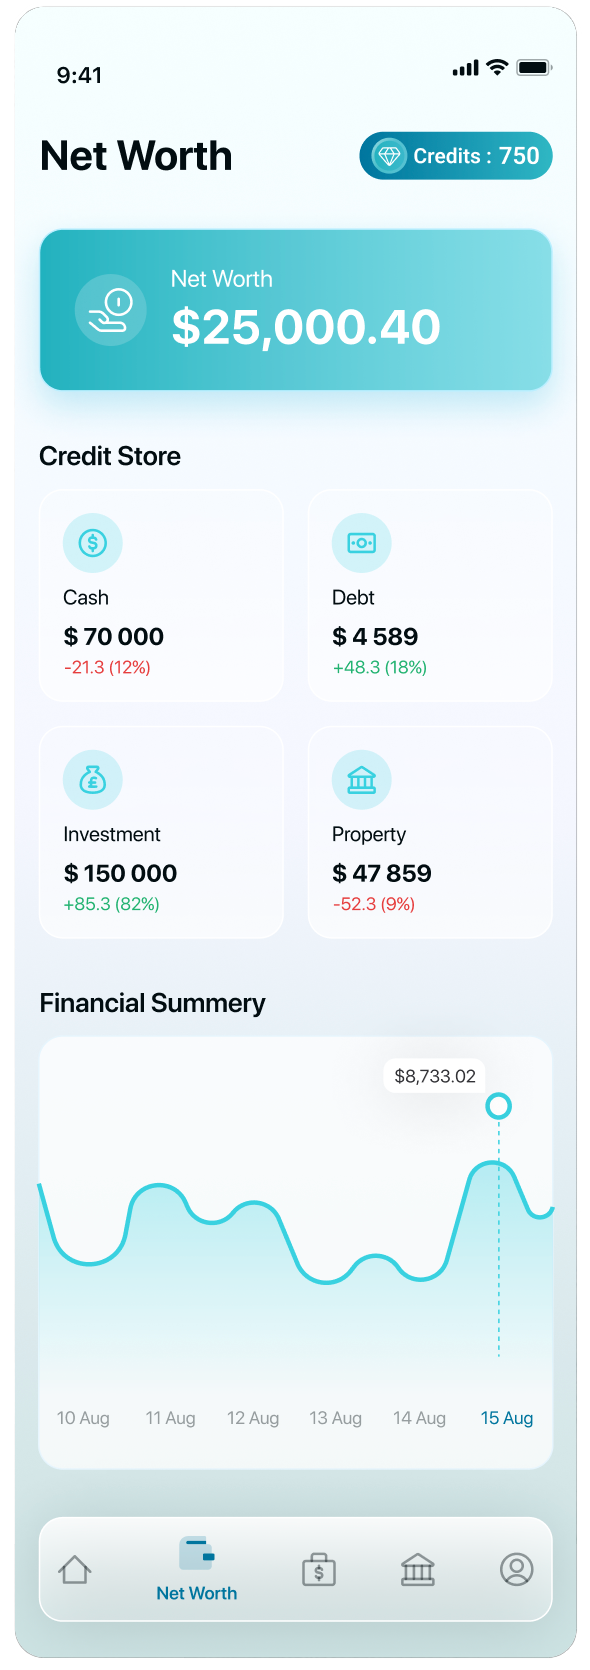 9:41
Net Worth
Credits : 750
Net Worth
$25,000.40
Credit Store
$
Cash
$ 70 000
-21.3 (12%)
Debt
$ 4 589
+48.3 (18%)
£
Investment
$ 150 000
+85.3 (82%)
Property
$ 47 859
-52.3 (9%)
Financial Summery
$8,733.02
10 Aug 11 Aug 12 Aug 13 Aug 14 Aug 15 Aug
$
Net Worth